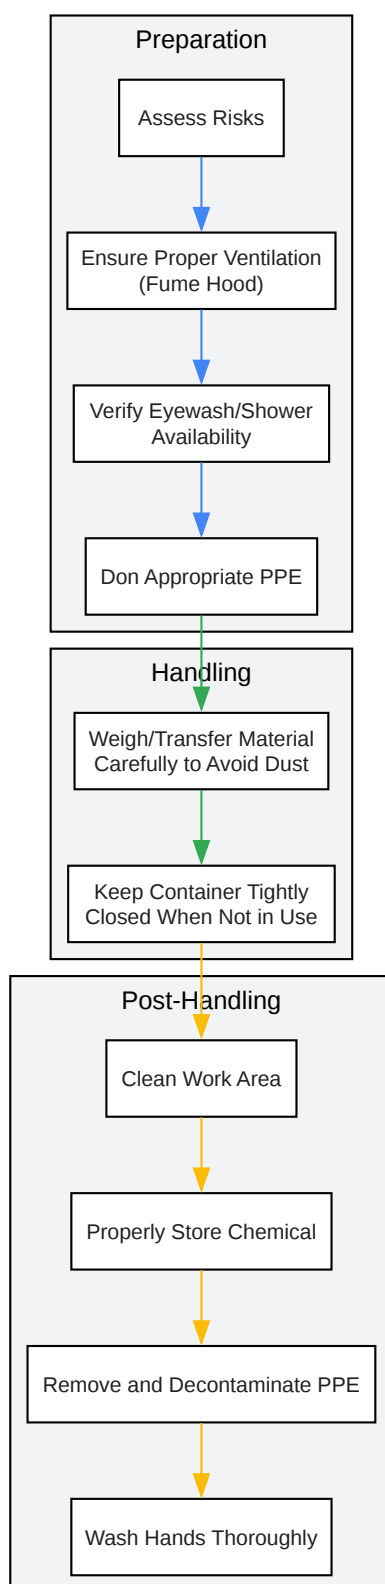 Preparation
Assess Risks
Ensure Proper Ventilation
(Fume Hood)
Verify Eyewash/Shower
Availability
Don Appropriate PPE
Handling
Weigh/Transfer Material
Carefully to Avoid Dust
Keep Container Tightly
Closed When Not in Use
Post-Handling
Clean Work Area
Properly Store Chemical
Remove and Decontaminate PPE
Wash Hands Thoroughly